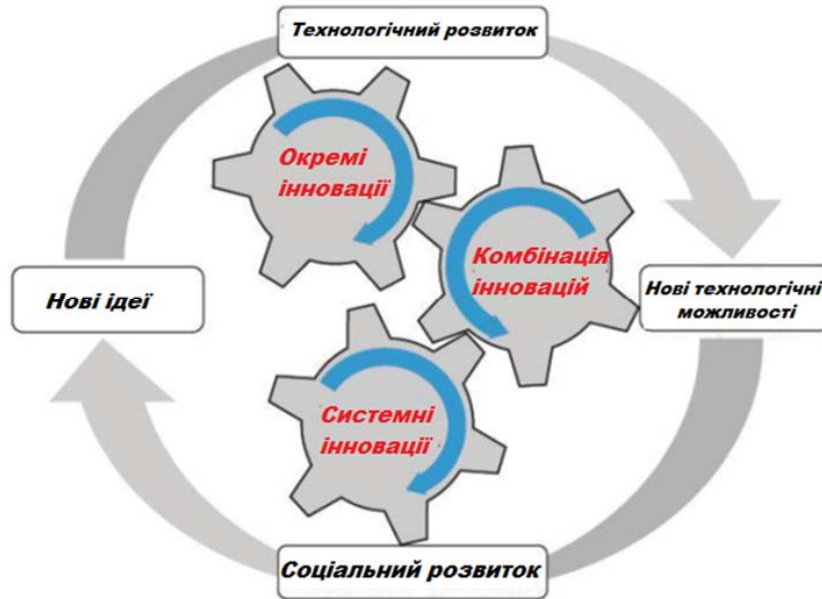 Технологічний розвиток
Окремі
інновації
Комбінація
інновацій
Нові ідеї
Нові технологічні
можливості
Системні
інновації
Соціальний розвиток